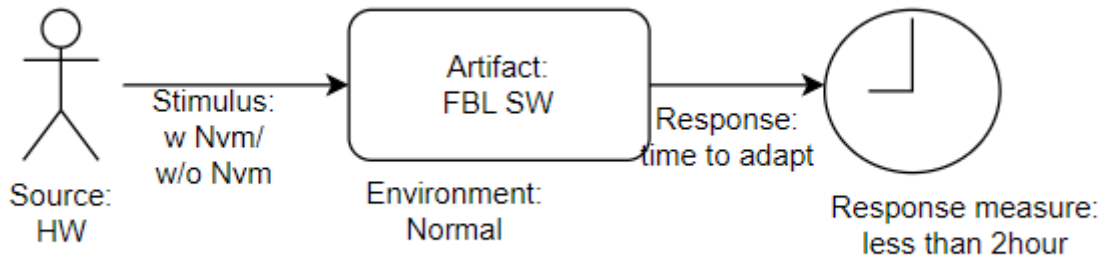 Source:
HW
Stimulus:
w Nvm/
w/o Nvm
Artifact:
FBL SW
Environment:
Normal
Response:
time to adapt
Response measure:
less than 2hour